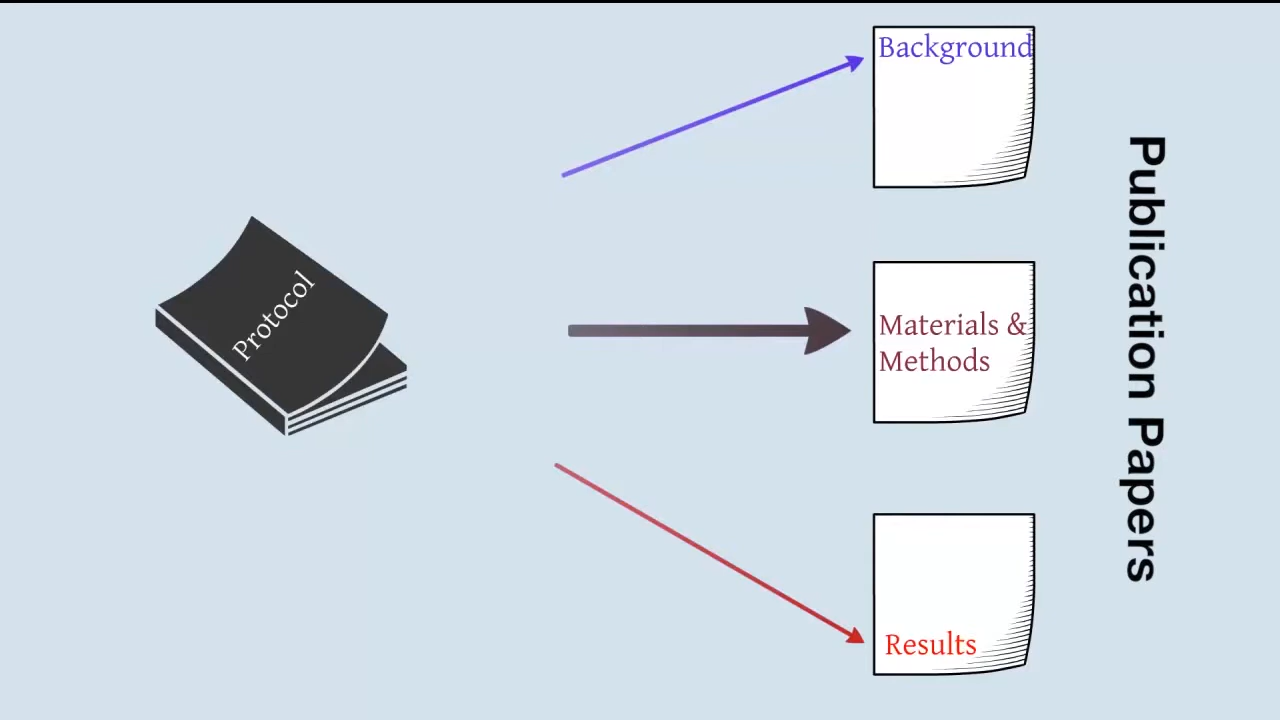 Protocol
Background
Materials &
Methods
Results
Publication Papers